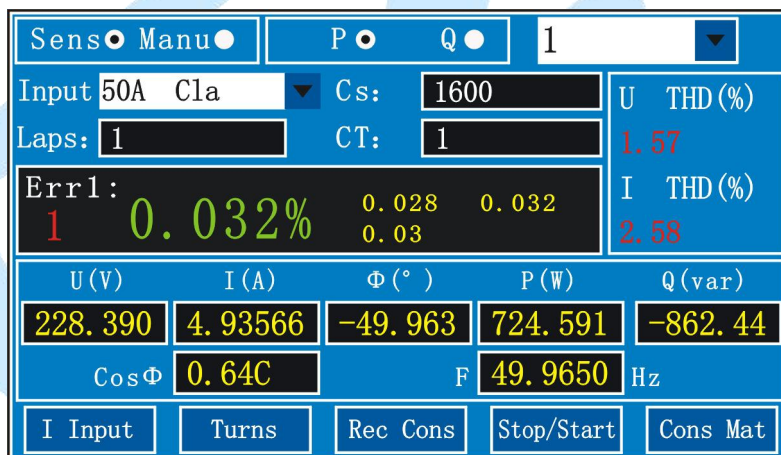 Sens Manu P Q 1
Input 50A Cla Cs: 1600
Laps: 1 CT: 1
U THD(%)
1.57
I THD(%)
2.58
Err1:
1 0.032% 0.028 0.032
0.03
U(V) I(A) Φ(°) P(W) Q(var)
228.390 4.93566 -49.963 724.591 -862.44
CosΦ 0.64C F 49.9650 Hz
I Input Turns Rec Cons Stop/Start Cons Mat